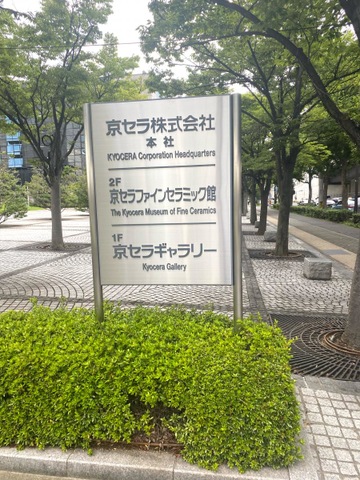 京セラ株式会社
本社
KYOCERA Corporation Headquarters
2F
京セラファインセラミック館
The Kyocera Museum of Fine Ceramics
1F
京セラギャラリー
Kyocera Gallery